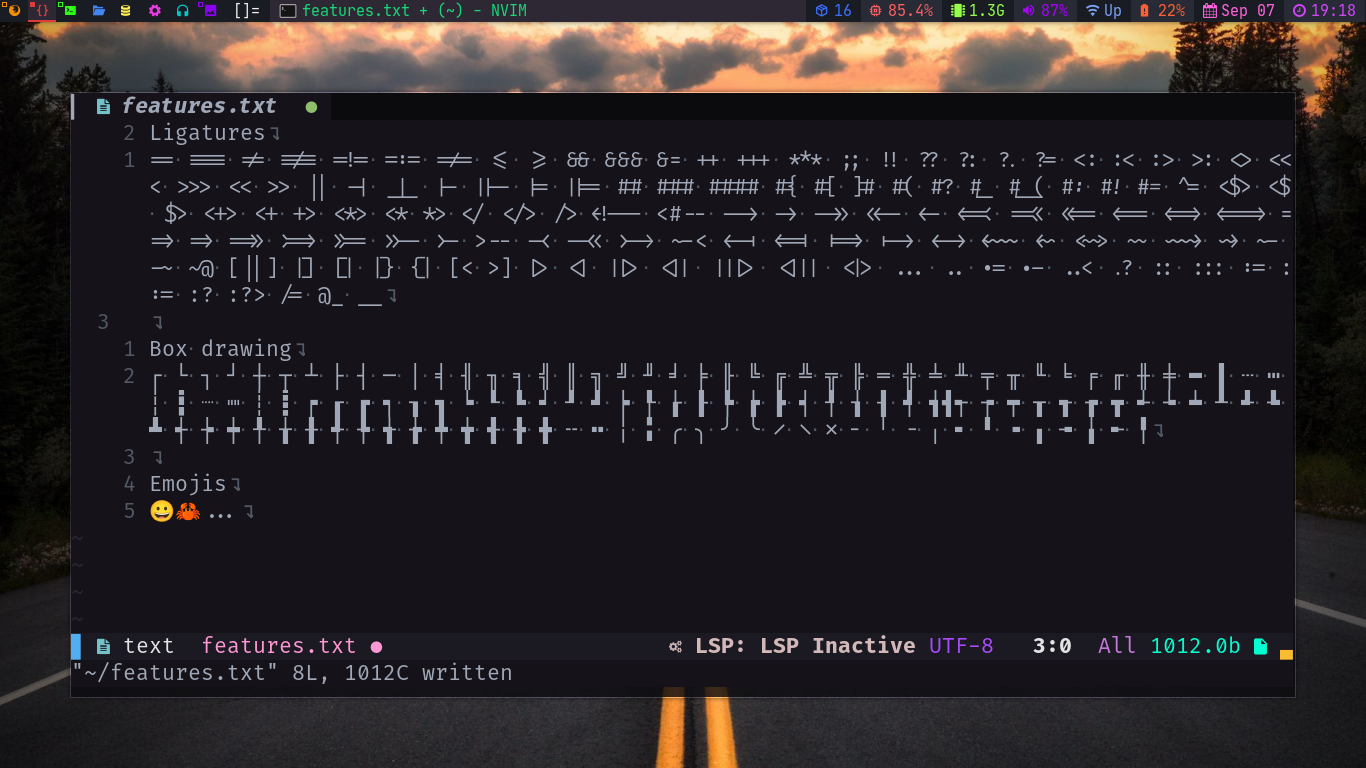 {} []= features.txt + (~) - NVIM 16 85.4% 1.3G 87% Up 22% Sep 07 19:18
features.txt ●
2 Ligatures
1 == === != !== =!= =:= =/= <= >= && &&& &= ++ +++ *** ;; !! ?? ?: ?. ?= <: :< :> >: <> <<
< >>> << >> || -| _|_ |- ||- |= ||= ## ### #### #{ #[ ]# #( #? #_ #_( #: #! #= ^= <$> <$
$> <+> <+ +> <*> <* *> </ </> /> <!-- <#-- --> -> ->> <<- <- <=< =<< <<= <== <=> <==> =
=> => =>> >=> >>= >>- >- >-- -< -<< >-> ~-< <-| <=| |=> |-> <-> <~~ <~ <~> ~~ ~~> ~> ~-
-~ ~@ [||] |] [| |} {| [< >] |> <| ||> <|| |||> <||| <|> ... .. .= .- ..< .? :: ::: := :
:= :? :?> /= @_ __
3
1 Box drawing
2 ┌ └ ┐ ┘ ┼ ┬ ┴ ├ ┤ ─ │ ╡ ╢ ╖ ╕ ╣ ║ ╗ ╝ ╜ ╛ ╞ ╟ ╚ ╔ ╩ ╦ ╠ ═ ╬ ╧ ╨ ╤ ╥ ╙ ╘ ╒ ╓ ╫ ╪ ━ ┃ ┄ ┅
┆ ┇ ┈ ┉ ┊ ┋ ┍ ┎ ┏ ┑ ┒ ┓ ┕ ┖ ┗ ┙ ┚ ┛ ┝ ┞ ┟ ┠ ┡ ┢ ┣ ┥ ┦ ┧ ┨ ┩ ┪┫┭ ┮ ┯ ┰ ┱ ┲ ┳ ┵ ┶ ┷ ┸ ┹ ┺
┻ ┽ ┾ ┿ ╀ ╁ ╂ ╃ ╄ ╅ ╆ ╇ ╈ ╉ ╊ ╋ ╌ ╍ ╎ ╏ ╭ ╮ ╯ ╰ ╱ ╲ ╳ ╴ ╵ ╶ ╷ ╸ ╹ ╺ ╻ ╼ ╽ ╾ ╿
3
4 Emojis
5 😀🦀...
~
~
~
~
text features.txt ● LSP: LSP Inactive UTF-8 3:0 All 1012.0b
"~/features.txt" 8L, 1012C written